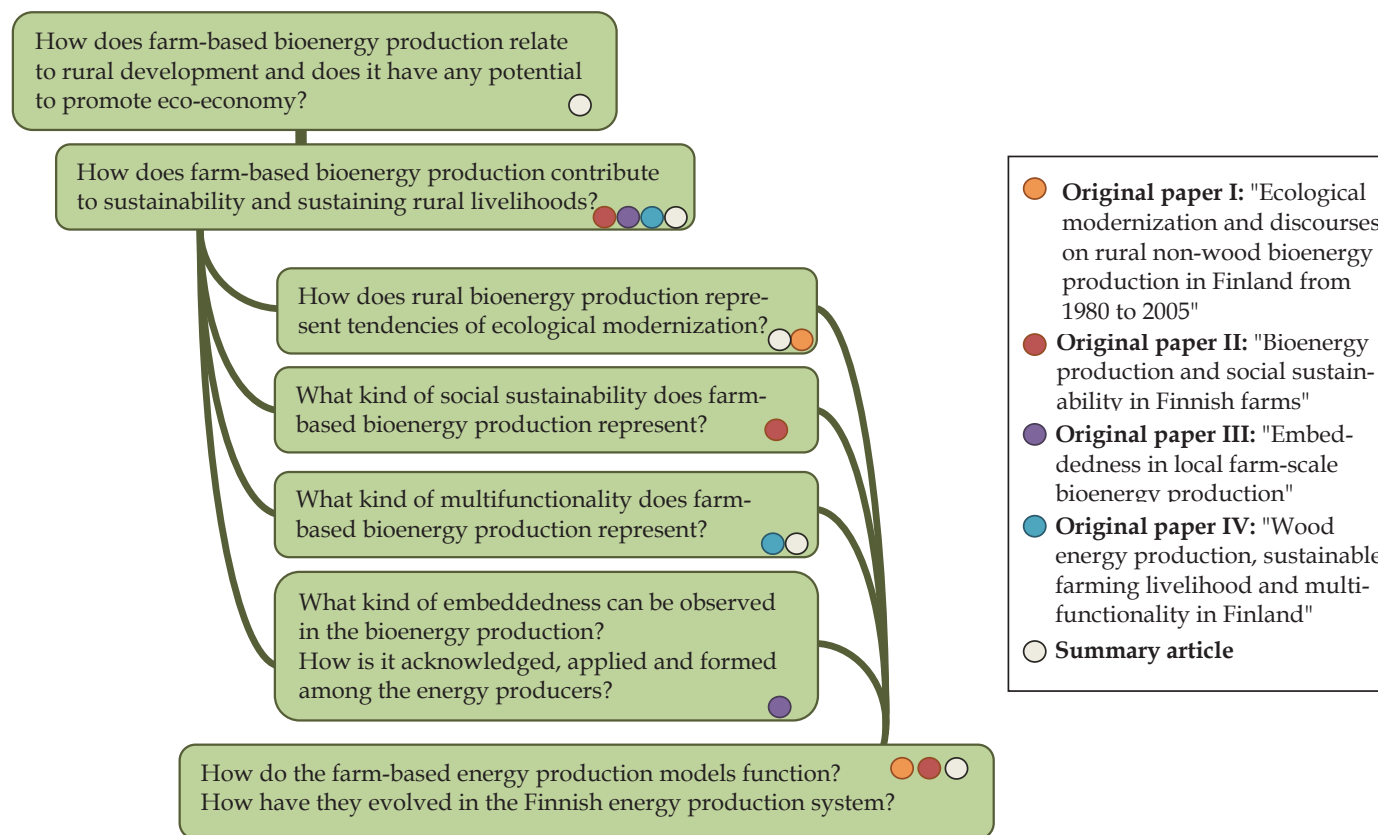 How does farm-based bioenergy production relate
to rural development and does it have any potential
to promote eco-economy?
How does farm-based bioenergy production contribute
to sustainability and sustaining rural livelihoods?
How does rural bioenergy production repre-
sent tendencies of ecological modernization?
What kind of social sustainability does farm-
based bioenergy production represent?
What kind of multifunctionality does farm-
based bioenergy production represent?
What kind of embeddedness can be observed
in the bioenergy production?
How is it acknowledged, applied and formed
among the energy producers?
How do the farm-based energy production models function?
How have they evolved in the Finnish energy production system?
Original paper I: "Ecological
modernization and discourses
on rural non-wood bioenergy
production in Finland from
1980 to 2005"
Original paper II: "Bioenergy
production and social sustain-
ability in Finnish farms"
Original paper III: "Embed-
dedness in local farm-scale
bioenergy production"
Original paper IV: "Wood
energy production, sustainable
farming livelihood and multi-
functionality in Finland"
Summary article